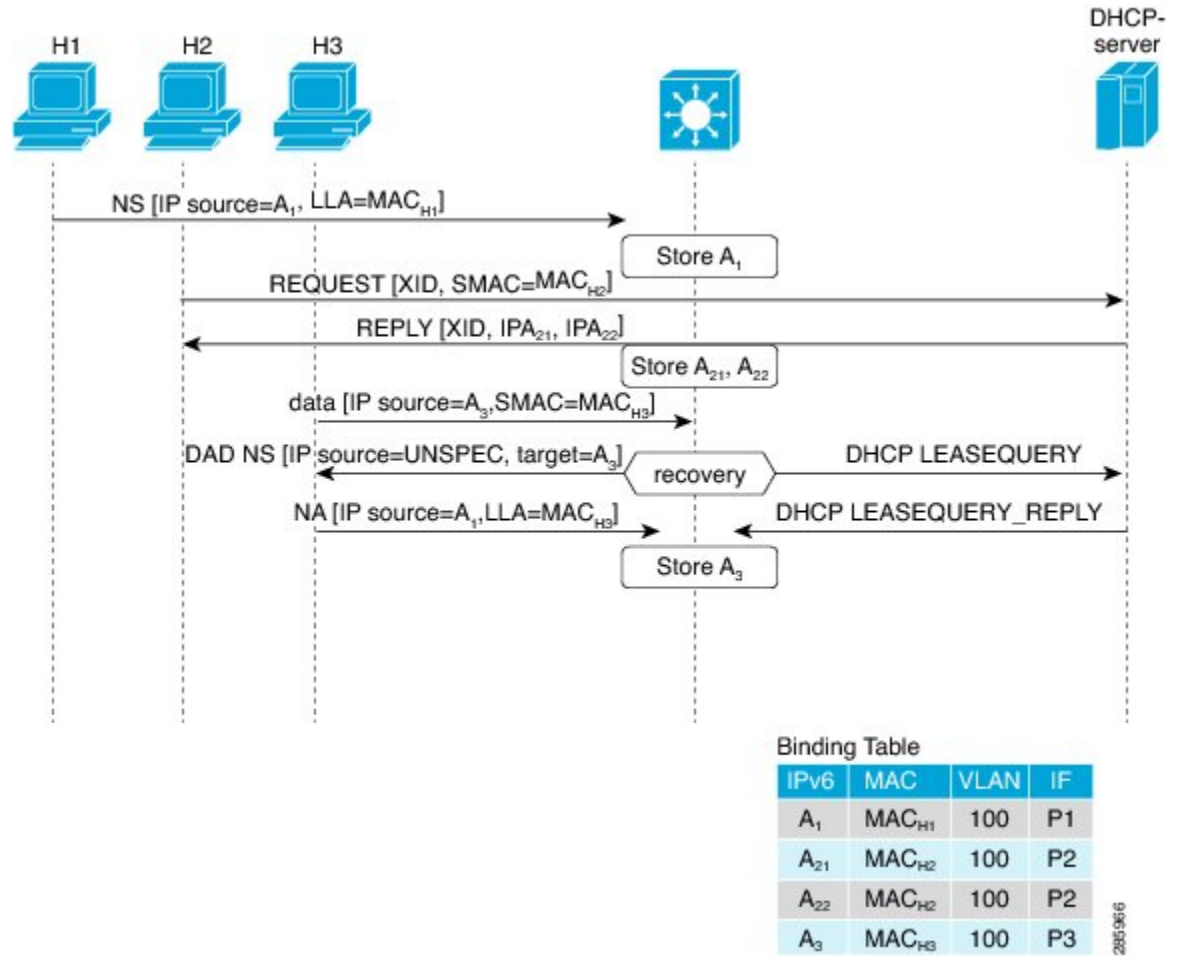 H1 H2 H3 DHCP-
server
NS [IP source=A₁, LLA=MACH1]
Store A₁
REQUEST [XID, SMAC=MACH2]
REPLY [XID, IPA₂₁, IPA₂₂]
Store A₂₁, A₂₂
data [IP source=A₃,SMAC=MACH3]
DAD NS [IP source=UNSPEC, target=A₃] recovery DHCP LEASEQUERY
NA [IP source=A₁,LLA=MACH3] DHCP LEASEQUERY_REPLY
Store A₃
Binding Table
IPv6 MAC VLAN IF
A₁ MACH1 100 P1
A₂₁ MACH2 100 P2
A₂₂ MACH2 100 P2
A₃ MACH3 100 P3
285966